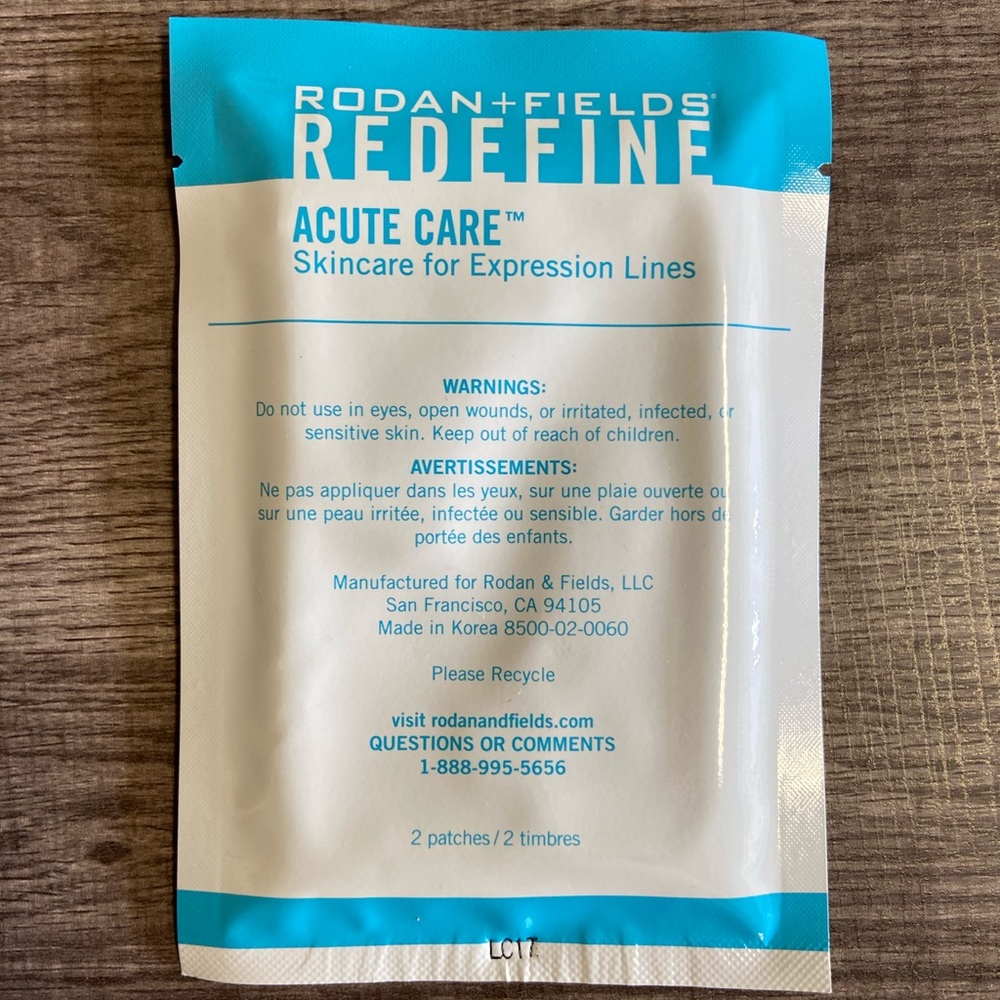 RODAN+FIELDS®
REDEFINE
ACUTE CARE™
Skincare for Expression Lines
WARNINGS:
Do not use in eyes, open wounds, or irritated, infected, or
sensitive skin. Keep out of reach of children.
AVERTISSEMENTS:
Ne pas appliquer dans les yeux, sur une plaie ouverte ou
sur une peau irritée, infectée ou sensible. Garder hors de
portée des enfants.
Manufactured for Rodan & Fields, LLC
San Francisco, CA 94105
Made in Korea 8500-02-0060
Please Recycle
visit rodanandfields.com
QUESTIONS OR COMMENTS
1-888-995-5656
2 patches / 2 timbres
LC17